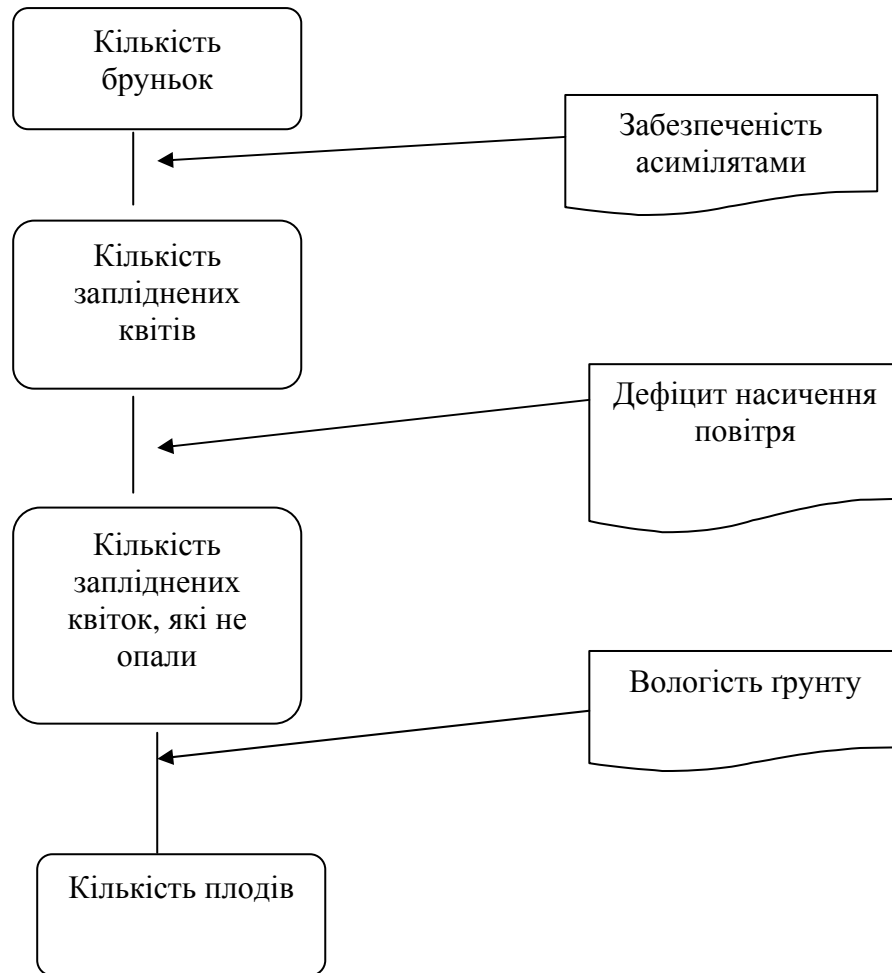 Кількість
бруньок
Забезпеченість
асимілятами
Кількість
запліднених
квітів
Дефіцит насичення
повітря
Кількість
запліднених
квіток, які не
опали
Вологість ґрунту
Кількість плодів